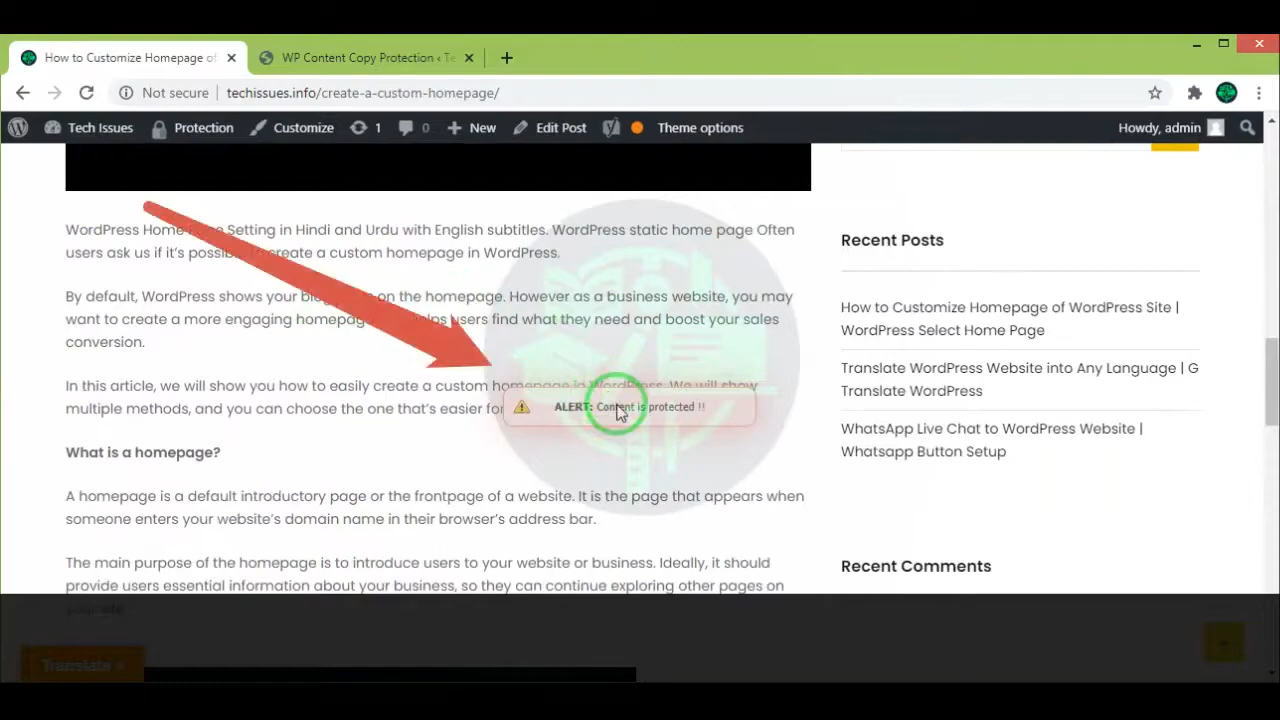 How to Customize Homepage of
WP Content Copy Protection ‹ Te
Not secure techissues.info/create-a-custom-homepage/
Tech Issues Protection Customize 1 0 New Edit Post Theme options Howdy, admin
WordPress Home Page Setting in Hindi and Urdu with English subtitles. WordPress static home page Often
users ask us if it's possible to create a custom homepage in WordPress.
By default, WordPress shows your blog on the homepage. However as a business website, you may
want to create a more engaging homepage helps users find what they need and boost your sales
conversion.
In this article, we will show you how to easily create a custom homepage in WordPress. We will show
multiple methods, and you can choose the one that's easier for
ALERT: Content is protected !!
What is a homepage?
A homepage is a default introductory page or the frontpage of a website. It is the page that appears when
someone enters your website's domain name in their browser's address bar.
The main purpose of the homepage is to introduce users to your website or business. Ideally, it should
provide users essential information about your business, so they can continue exploring other pages on
your site.
Translate »
Recent Posts
How to Customize Homepage of WordPress Site |
WordPress Select Home Page
Translate WordPress Website into Any Language | G
Translate WordPress
WhatsApp Live Chat to WordPress Website |
Whatsapp Button Setup
Recent Comments